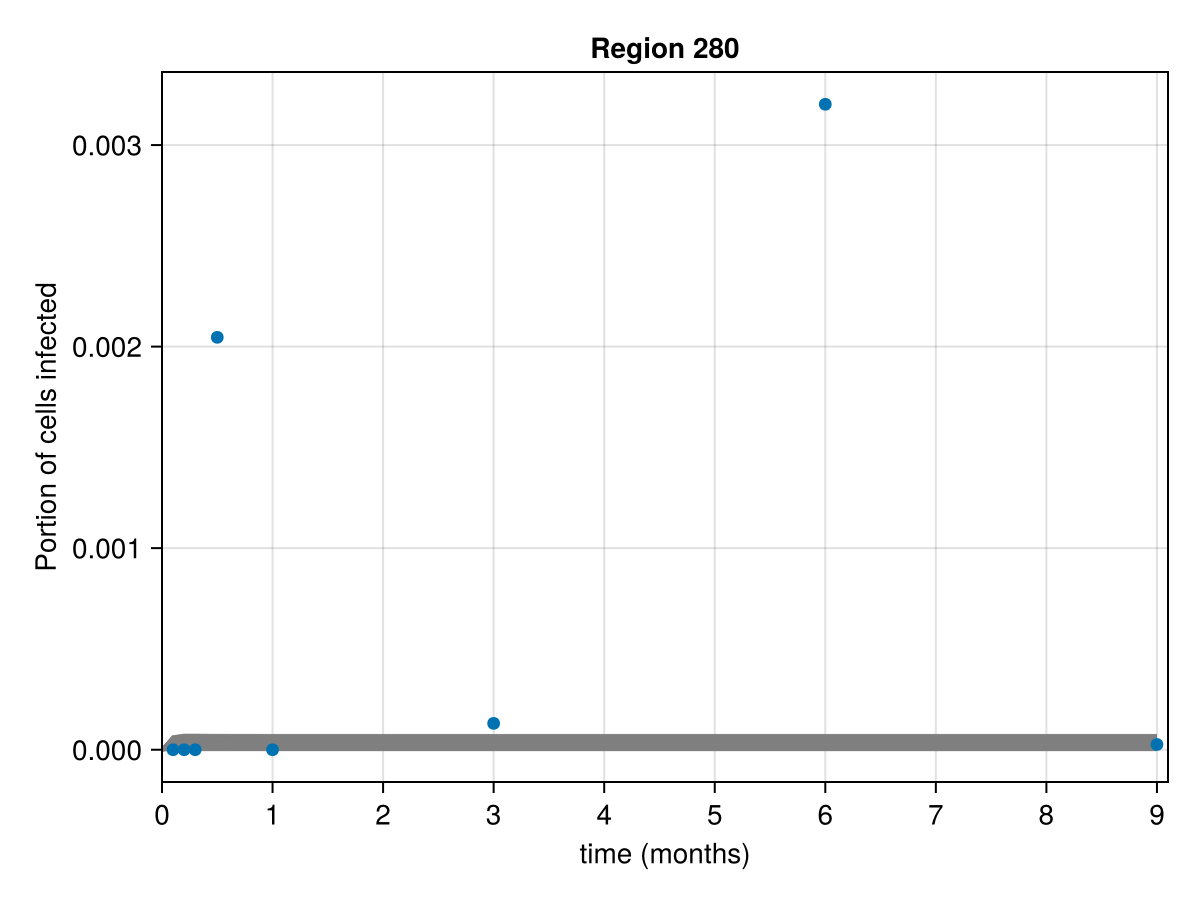 Region 280
Portion of cells infected
0.003
0.002
0.001
0.000
0 1 2 3 4 5 6 7 8 9
time (months)